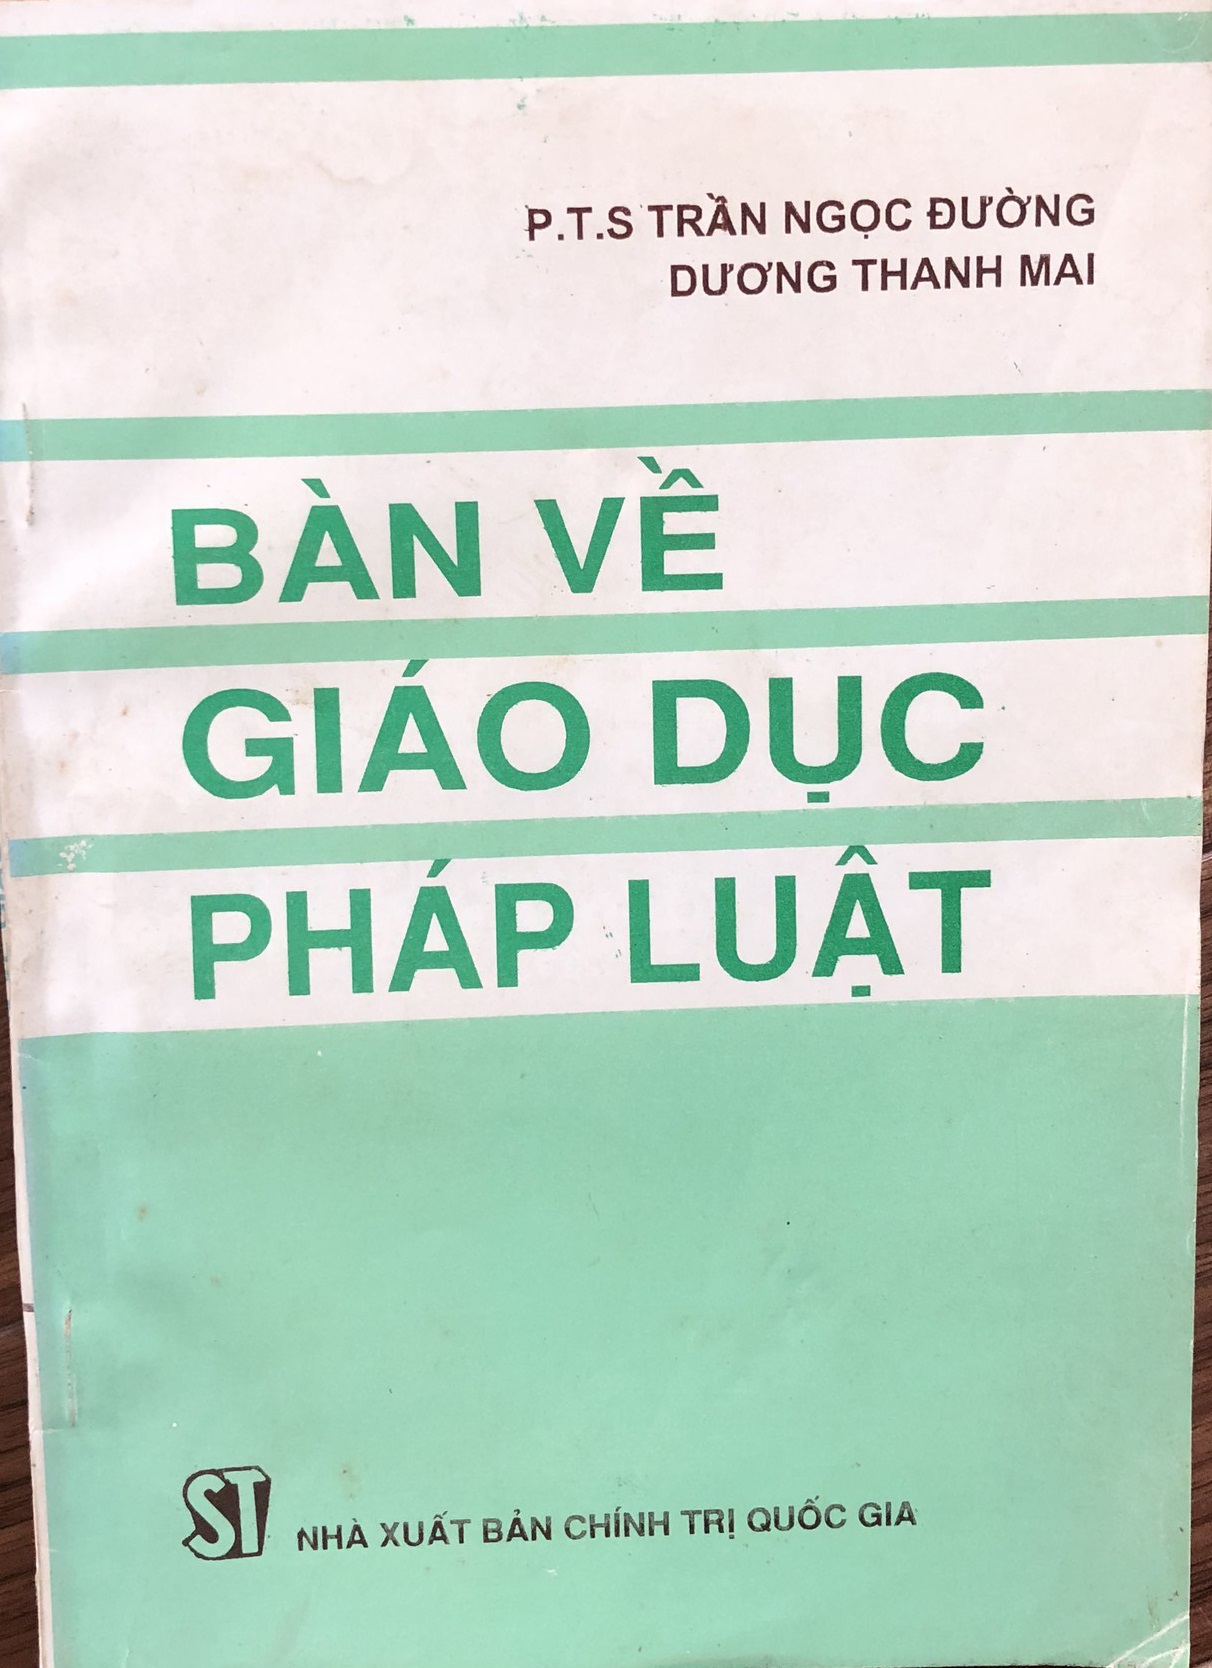 P.T.S TRẦN NGỌC ĐƯỜNG
DƯƠNG THANH MAI
BÀN VỀ
GIÁO DỤC
PHÁP LUẬT
ST
NHÀ XUẤT BẢN CHÍNH TRỊ QUỐC GIA